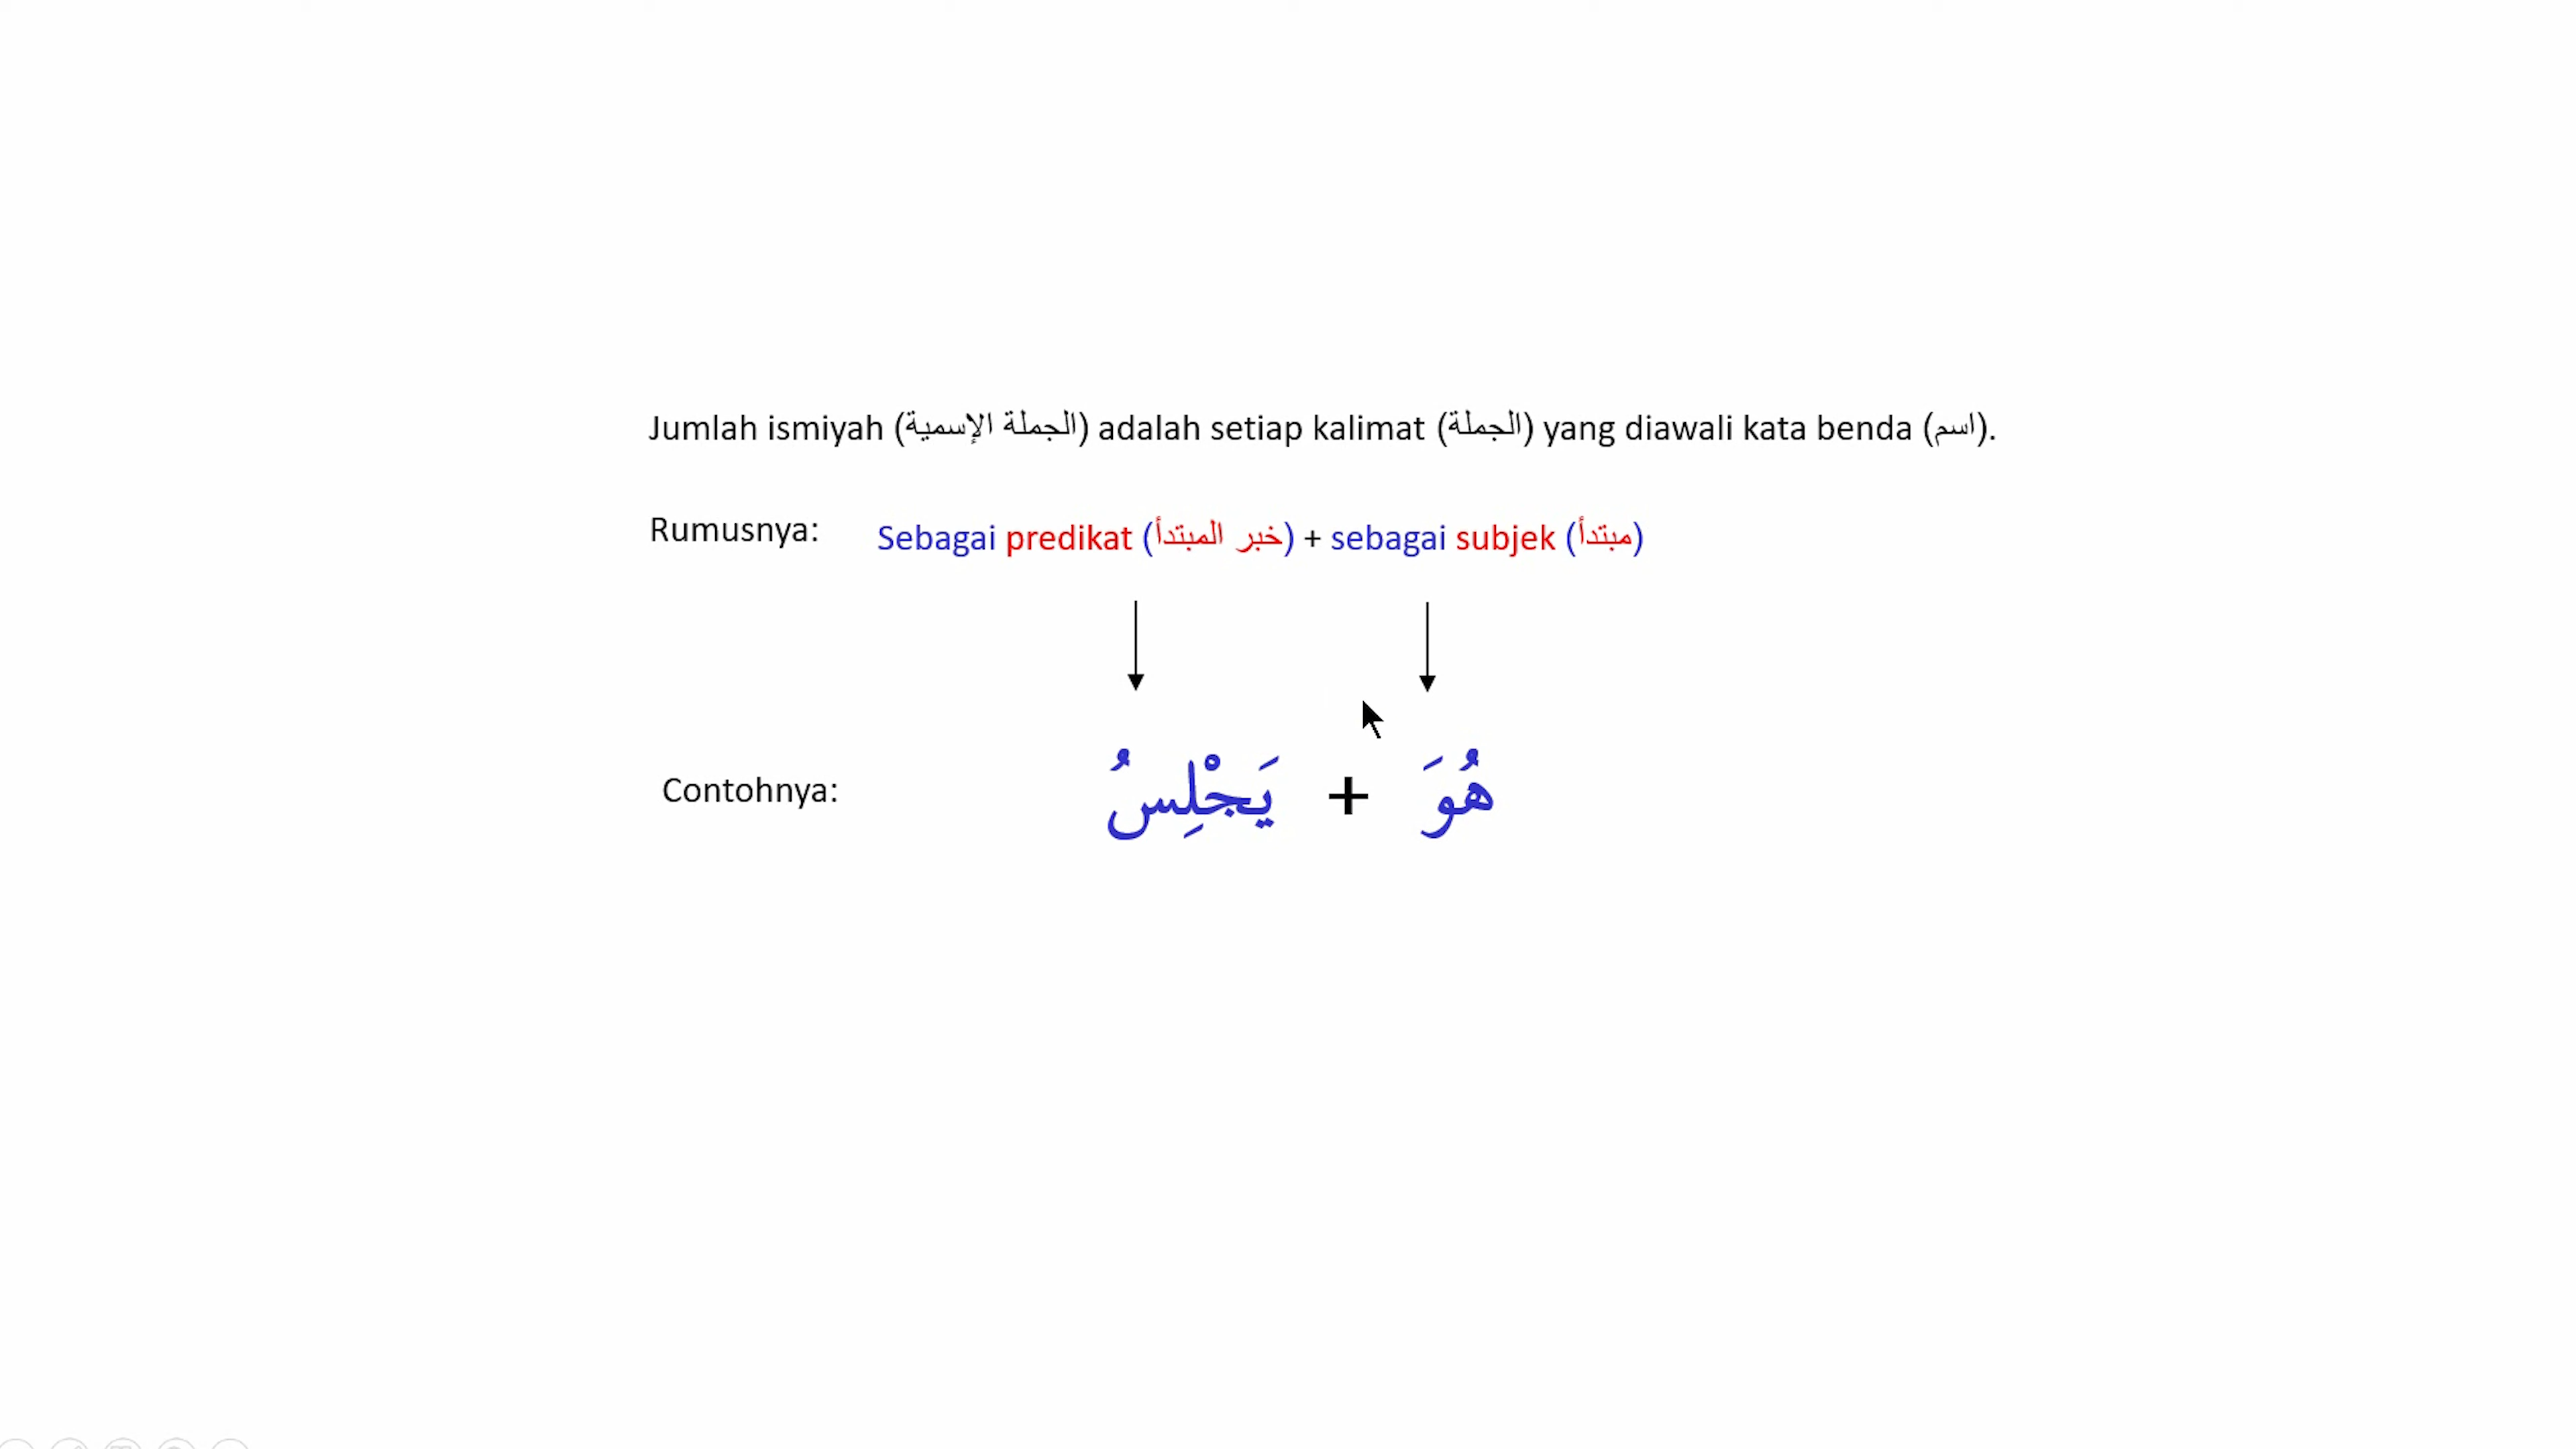 Jumlah ismiyah (الجملة الإسمية) adalah setiap kalimat (الجملة) yang diawali kata benda (اسم).
Rumusnya: Sebagai predikat (خبر المبتدأ) + sebagai subjek (مبتدأ)
Contohnya: هُوَ + يَجْلِسُ